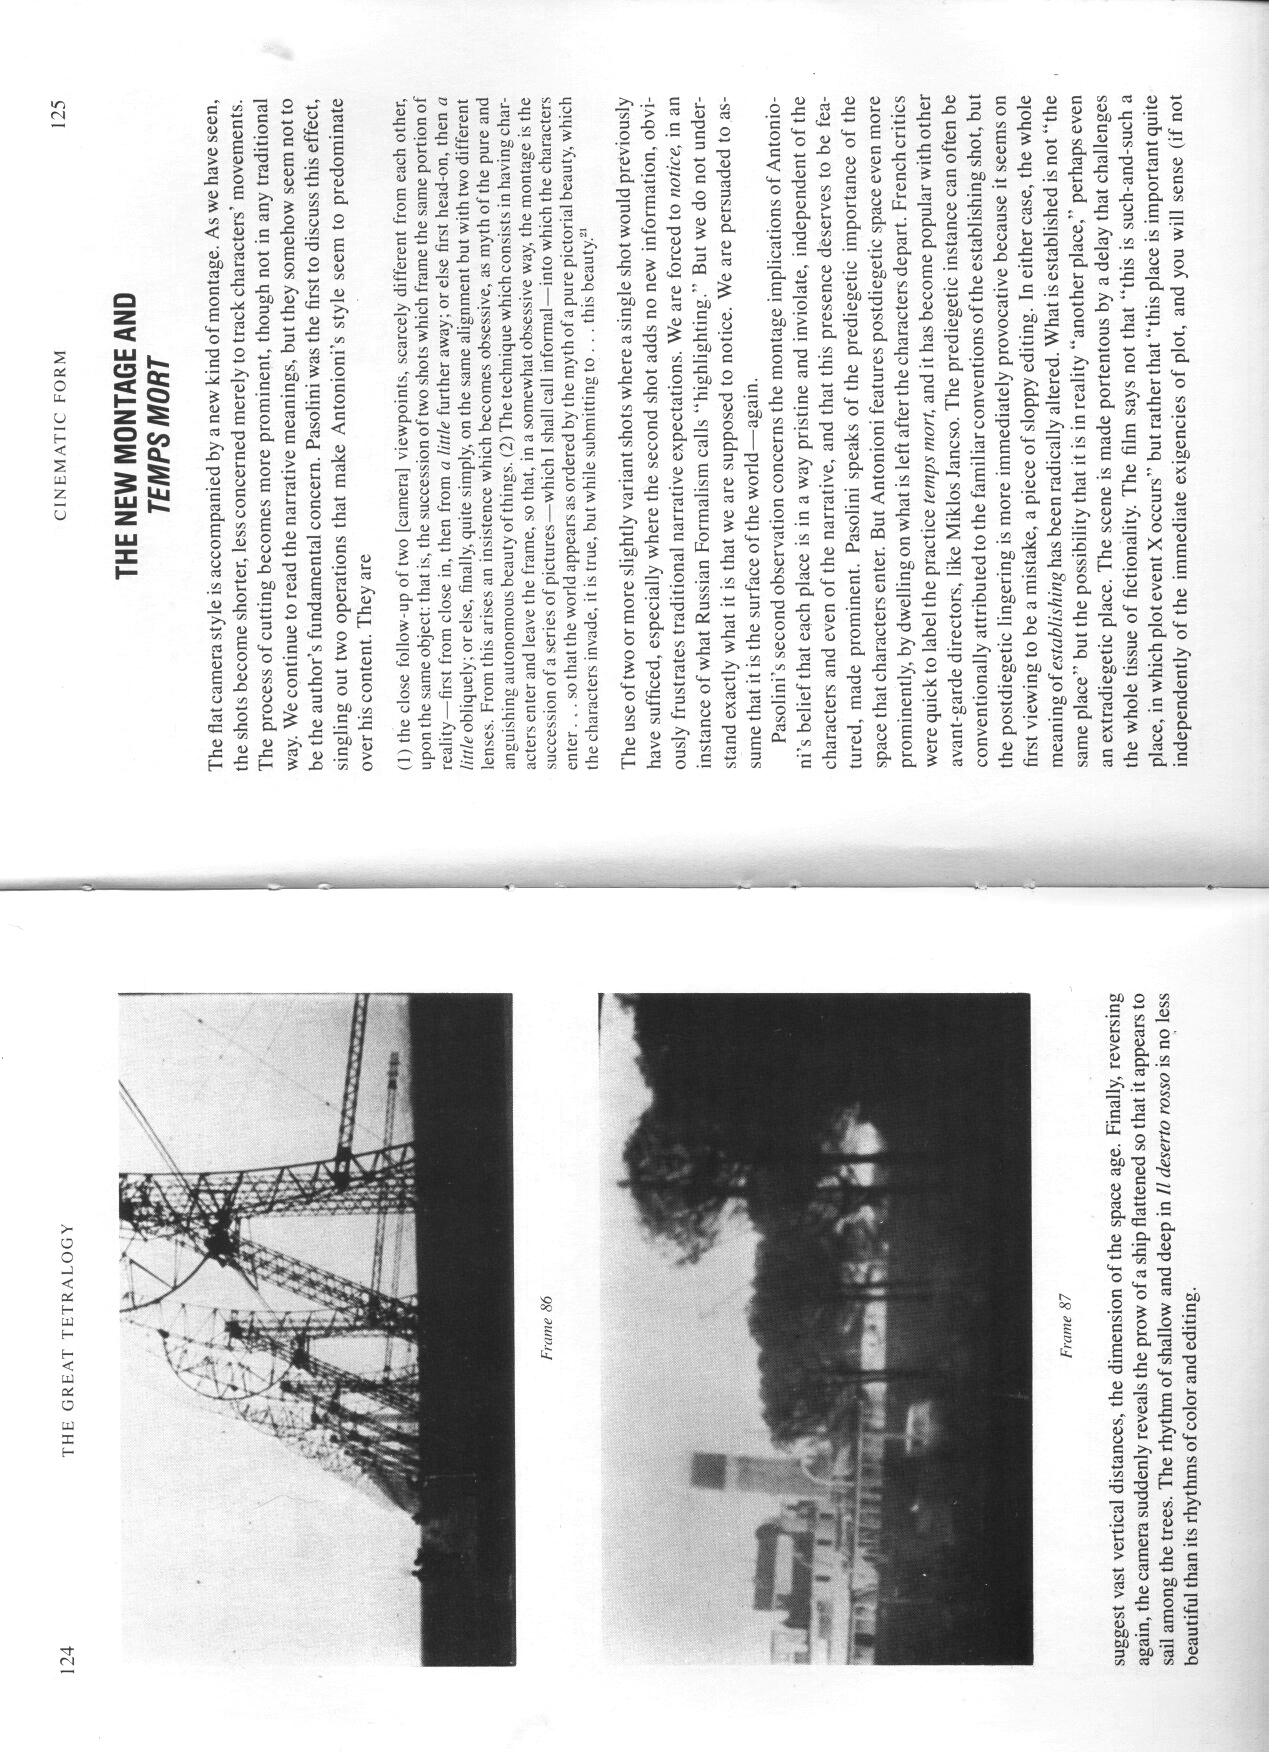 124
THE GREAT TETRALOGY
Frame 86
Frame 87
suggest vast vertical distances, the dimension of the space age. Finally, reversing
again, the camera suddenly reveals the prow of a ship flattened so that it appears to
sail among the trees. The rhythm of shallow and deep in Il deserto rosso is no less
beautiful than its rhythms of color and editing.
CINEMATIC FORM
125
THE NEW MONTAGE AND
TEMPS MORT
The flat camera style is accompanied by a new kind of montage. As we have seen,
the shots become shorter, less concerned merely to track characters' movements.
The process of cutting becomes more prominent, though not in any traditional
way. We continue to read the narrative meanings, but they somehow seem not to
be the author's fundamental concern. Pasolini was the first to discuss this effect,
singling out two operations that make Antonioni's style seem to predominate
over his content. They are
(1) the close follow-up of two [camera] viewpoints, scarcely different from each other,
upon the same object: that is, the succession of two shots which frame the same portion of
reality—first from close in, then from a little further away; or else first head-on, then a
little obliquely; or else, finally, quite simply, on the same alignment but with two different
lenses. From this arises an insistence which becomes obsessive, as myth of the pure and
anguishing autonomous beauty of things. (2) The technique which consists in having char-
acters enter and leave the frame, so that, in a somewhat obsessive way, the montage is the
succession of a series of pictures—which I shall call informal—into which the characters
enter . . . so that the world appears as ordered by the myth of a pure pictorial beauty, which
the characters invade, it is true, but while submitting to . . . this beauty.21
The use of two or more slightly variant shots where a single shot would previously
have sufficed, especially where the second shot adds no new information, obvi-
ously frustrates traditional narrative expectations. We are forced to notice, in an
instance of what Russian Formalism calls "highlighting." But we do not under-
stand exactly what it is that we are supposed to notice. We are persuaded to as-
sume that it is the surface of the world—again.
Pasolini's second observation concerns the montage implications of Antonio-
ni's belief that each place is in a way pristine and inviolate, independent of the
characters and even of the narrative, and that this presence deserves to be fea-
tured, made prominent. Pasolini speaks of the prediegetic importance of the
space that characters enter. But Antonioni features postdiegetic space even more
prominently, by dwelling on what is left after the characters depart. French critics
were quick to label the practice temps mort, and it has become popular with other
avant-garde directors, like Miklos Jancso. The prediegetic instance can often be
conventionally attributed to the familiar conventions of the establishing shot, but
the postdiegetic lingering is more immediately provocative because it seems on
first viewing to be a mistake, a piece of sloppy editing. In either case, the whole
meaning of establishing has been radically altered. What is established is not "the
same place" but the possibility that it is in reality "another place," perhaps even
an extradiegetic place. The scene is made portentous by a delay that challenges
the whole tissue of fictionality. The film says not that "this is such-and-such a
place, in which plot event X occurs" but rather that "this place is important quite
independently of the immediate exigencies of plot, and you will sense (if not